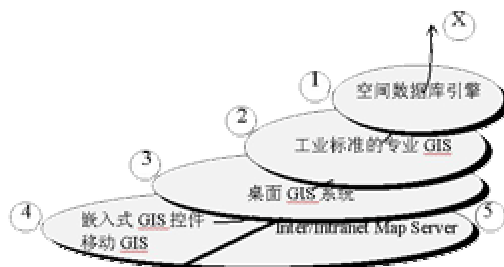 X
1
空间数据库引擎
2
工业标准的专业 GIS
3
桌面 GIS 系统
4
嵌入式 GIS 控件
移动 GIS
Inter/Intranet Map Server
5